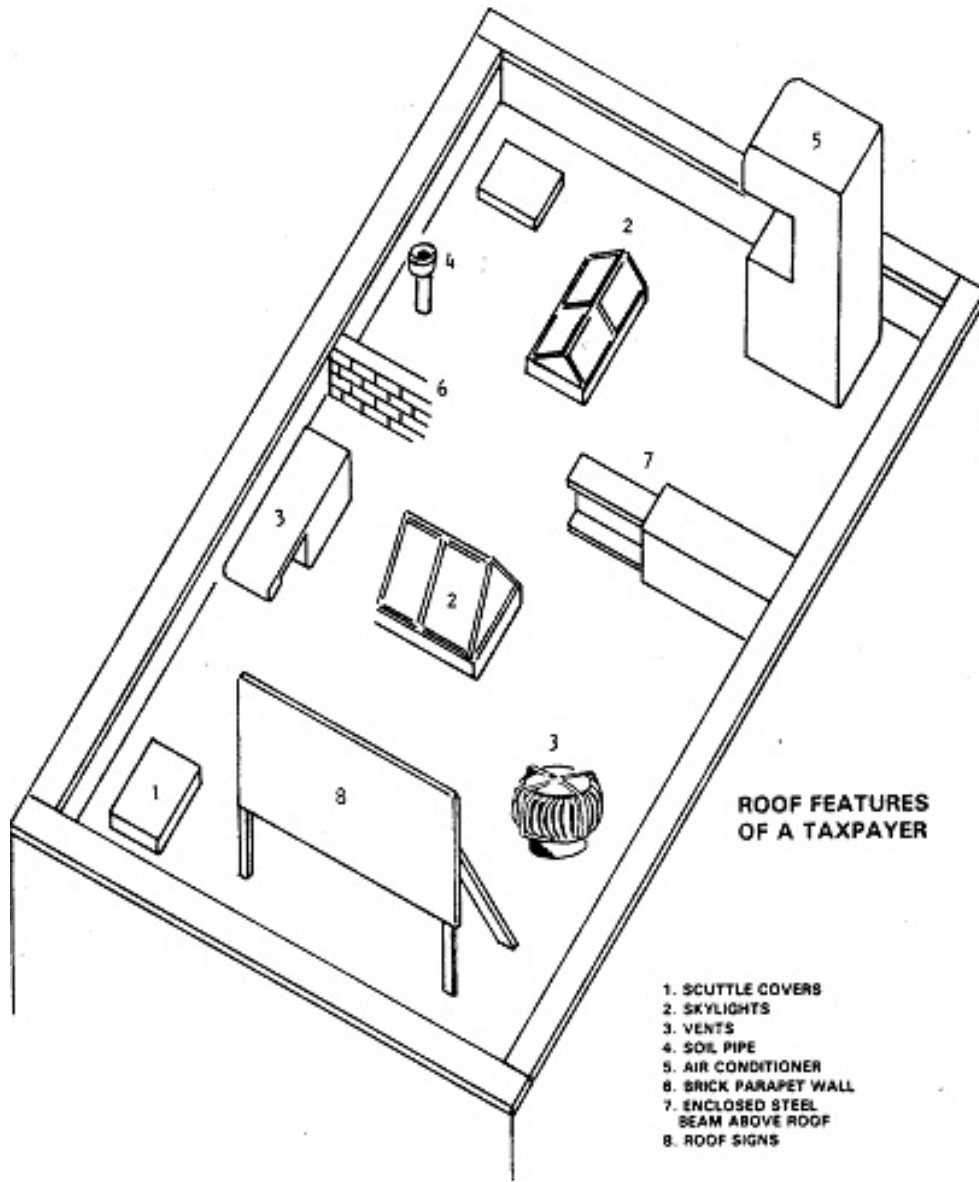 5
2
4
6
7
3
2
3
1
8
ROOF FEATURES
OF A TAXPAYER
1. SCUTTLE COVERS
2. SKYLIGHTS
3. VENTS
4. SOIL PIPE
5. AIR CONDITIONER
6. BRICK PARAPET WALL
7. ENCLOSED STEEL
BEAM ABOVE ROOF
8. ROOF SIGNS